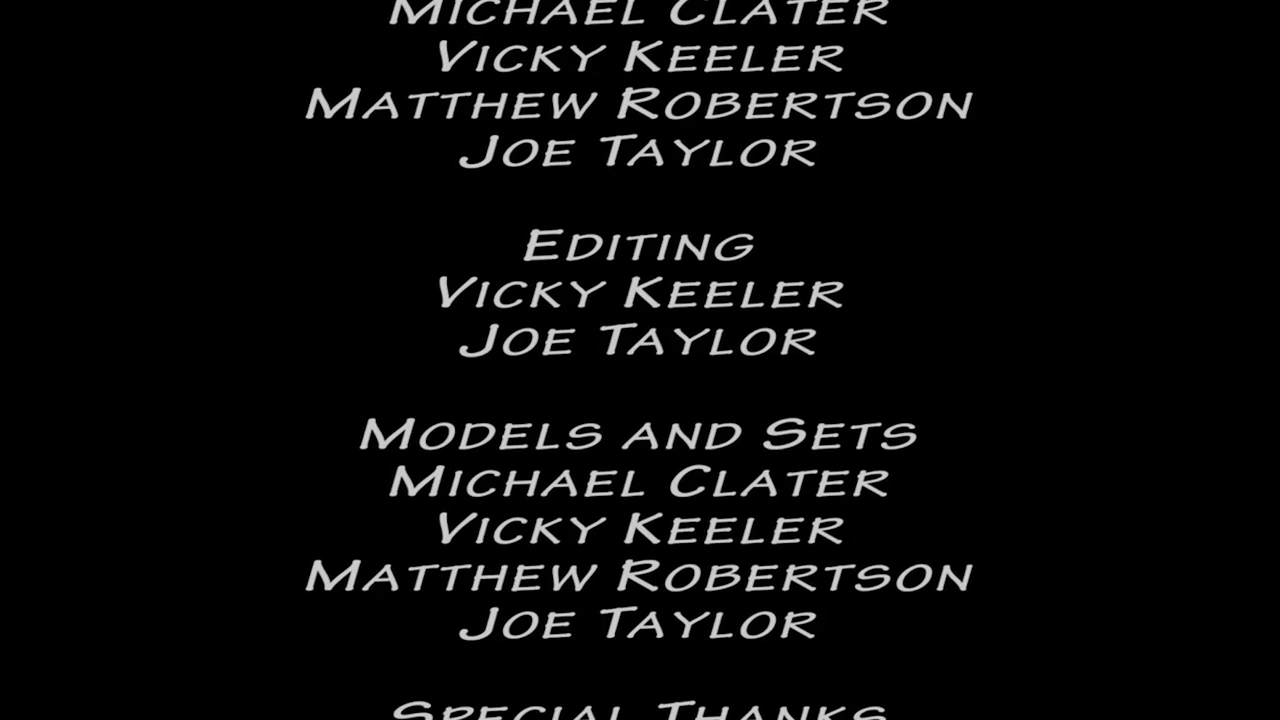 Michael Clater
Vicky Keeler
Matthew Robertson
Joe Taylor
Editing
Vicky Keeler
Joe Taylor
Models and Sets
Michael Clater
Vicky Keeler
Matthew Robertson
Joe Taylor
Special Thanks